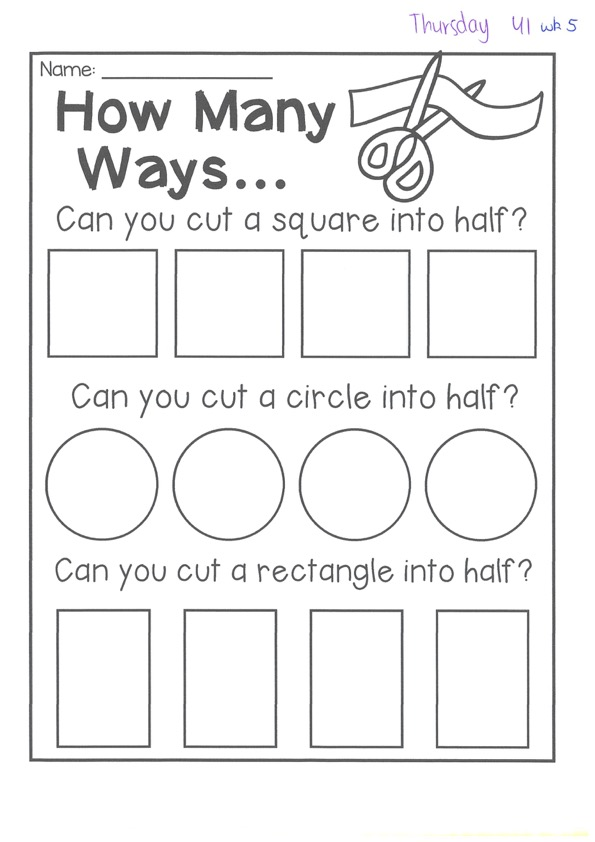 Thursday U1 wk 5
Name:
How Many
Ways...
Can you cut a square into half?
Can you cut a circle into half?
Can you cut a rectangle into half?